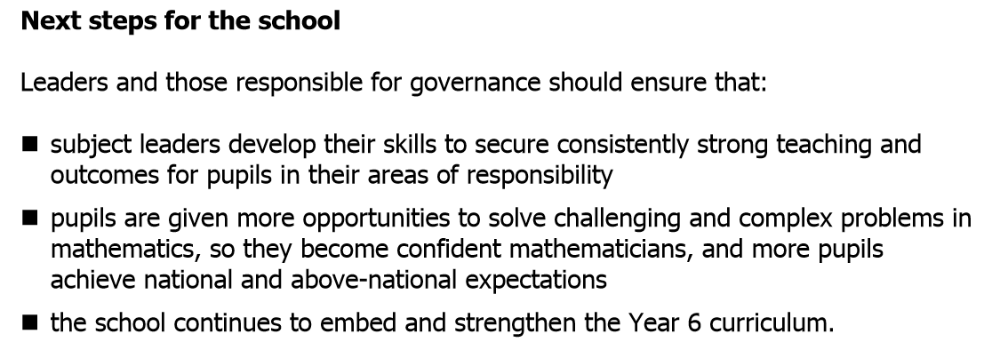 Next steps for the school
Leaders and those responsible for governance should ensure that:
■ subject leaders develop their skills to secure consistently strong teaching and
outcomes for pupils in their areas of responsibility
■ pupils are given more opportunities to solve challenging and complex problems in
mathematics, so they become confident mathematicians, and more pupils
achieve national and above-national expectations
■ the school continues to embed and strengthen the Year 6 curriculum.